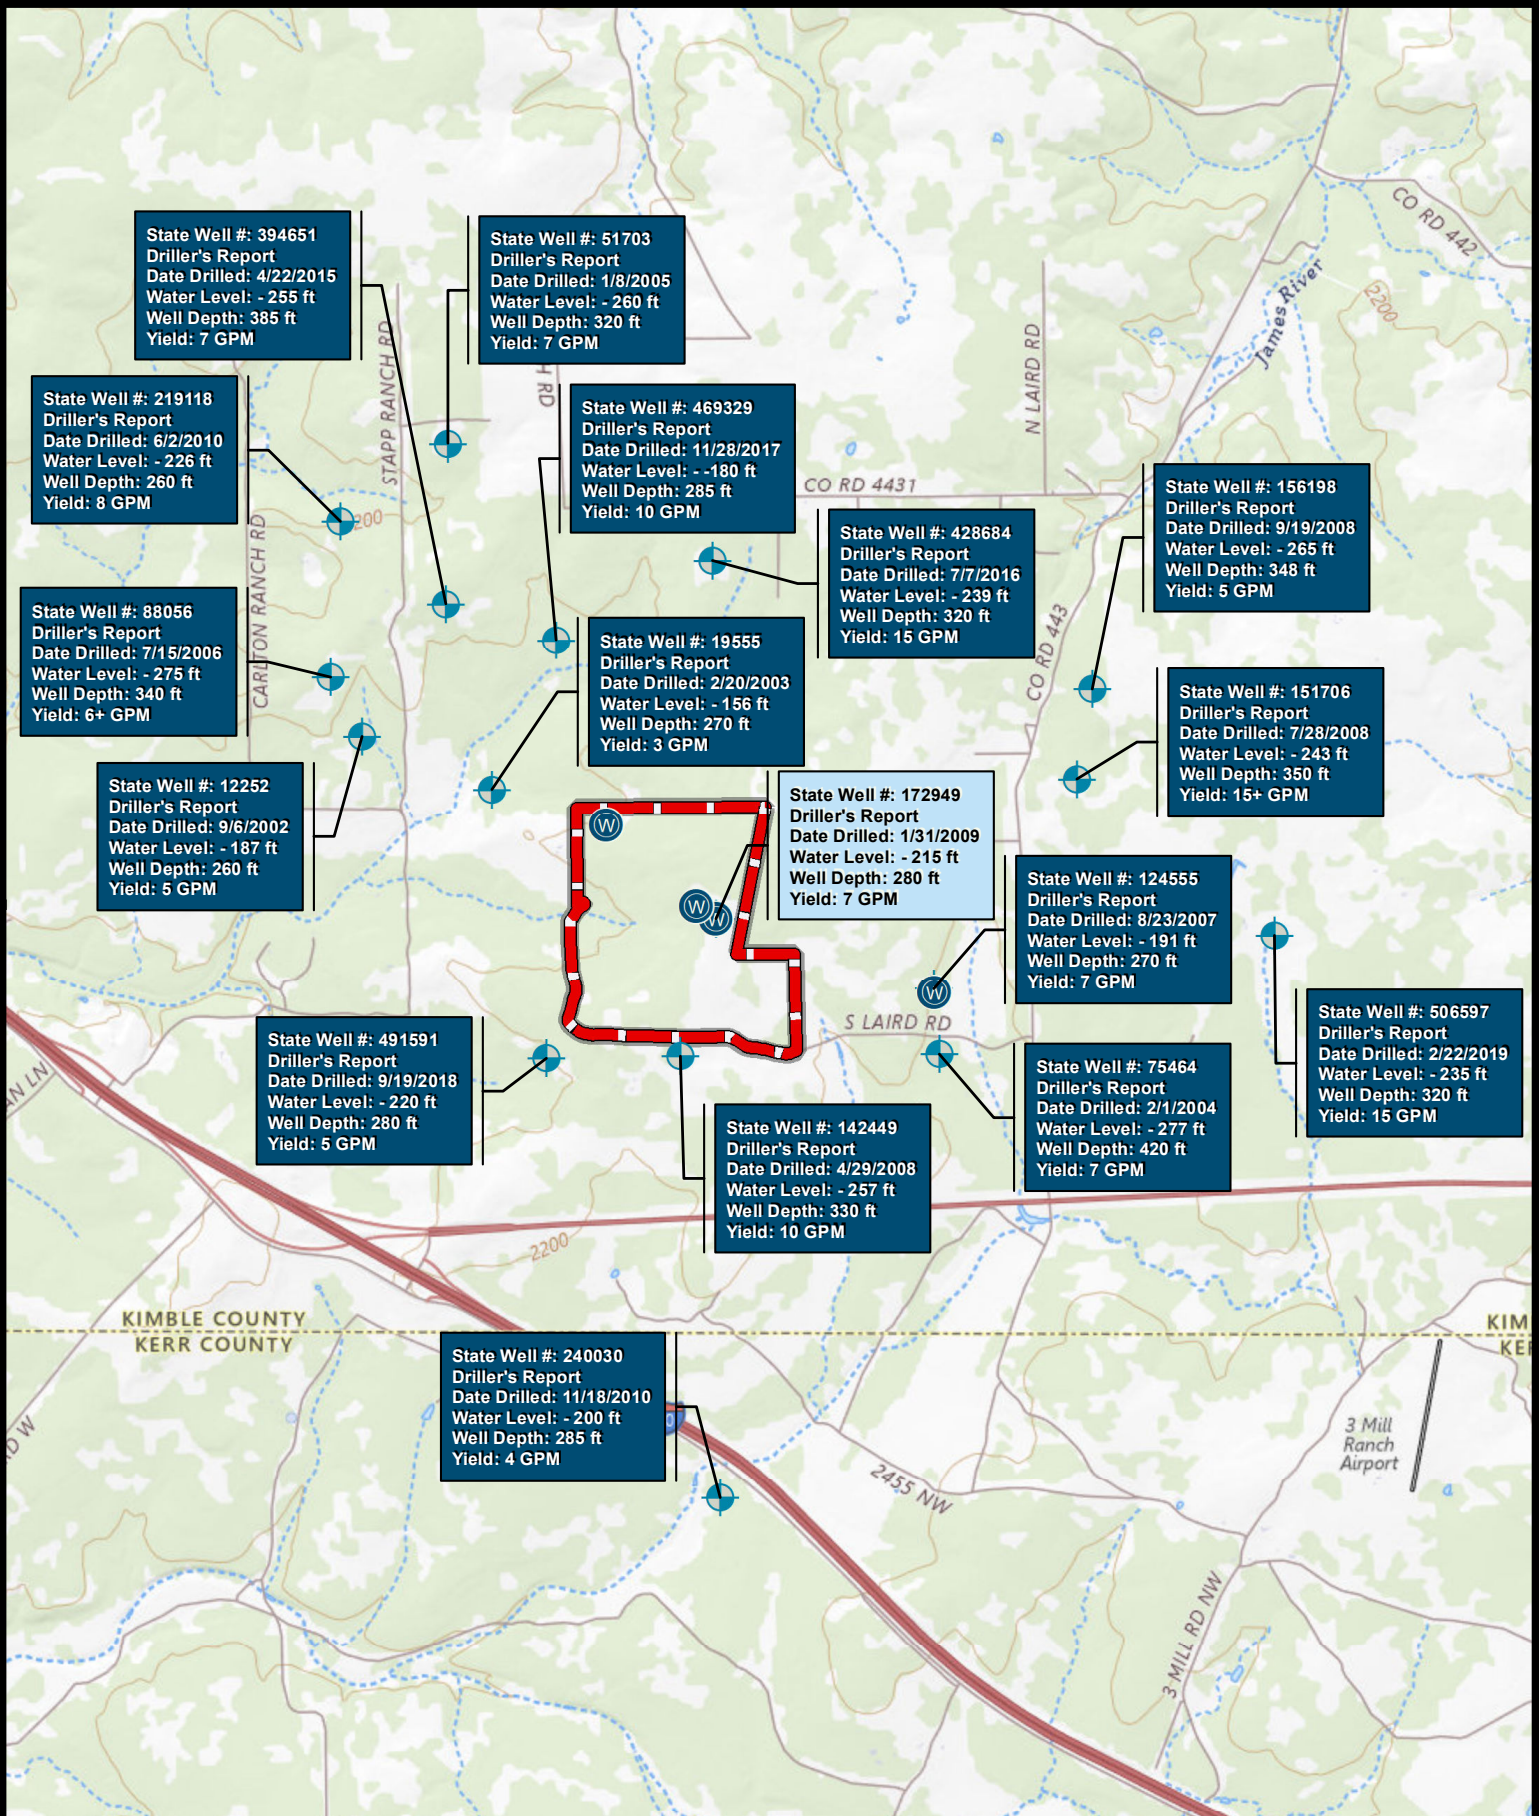 CO RD 442
James River
2200
State Well #: 394651
Driller's Report
Date Drilled: 4/22/2015
Water Level: - 255 ft
Well Depth: 385 ft
Yield: 7 GPM
State Well #: 51703
Driller's Report
Date Drilled: 1/8/2005
Water Level: - 260 ft
Well Depth: 320 ft
Yield: 7 GPM
STAPP RANCH RD
H RD
N LAIRD RD
State Well #: 219118
Driller's Report
Date Drilled: 6/2/2010
Water Level: - 226 ft
Well Depth: 260 ft
Yield: 8 GPM
200
State Well #: 469329
Driller's Report
Date Drilled: 11/28/2017
Water Level: - -180 ft
Well Depth: 285 ft
Yield: 10 GPM
CO RD 4431
State Well #: 156198
Driller's Report
Date Drilled: 9/19/2008
Water Level: - 265 ft
Well Depth: 348 ft
Yield: 5 GPM
State Well #: 428684
Driller's Report
Date Drilled: 7/7/2016
Water Level: - 239 ft
Well Depth: 320 ft
Yield: 15 GPM
CARLTON RANCH RD
CO RD 443
State Well #: 88056
Driller's Report
Date Drilled: 7/15/2006
Water Level: - 275 ft
Well Depth: 340 ft
Yield: 6+ GPM
State Well #: 19555
Driller's Report
Date Drilled: 2/20/2003
Water Level: - 156 ft
Well Depth: 270 ft
Yield: 3 GPM
State Well #: 151706
Driller's Report
Date Drilled: 7/28/2008
Water Level: - 243 ft
Well Depth: 350 ft
Yield: 15+ GPM
State Well #: 12252
Driller's Report
Date Drilled: 9/6/2002
Water Level: - 187 ft
Well Depth: 260 ft
Yield: 5 GPM
W
W
W
State Well #: 172949
Driller's Report
Date Drilled: 1/31/2009
Water Level: - 215 ft
Well Depth: 280 ft
Yield: 7 GPM
State Well #: 124555
Driller's Report
Date Drilled: 8/23/2007
Water Level: - 191 ft
Well Depth: 270 ft
Yield: 7 GPM
W
S LAIRD RD
State Well #: 506597
Driller's Report
Date Drilled: 2/22/2019
Water Level: - 235 ft
Well Depth: 320 ft
Yield: 15 GPM
State Well #: 491591
Driller's Report
Date Drilled: 9/19/2018
Water Level: - 220 ft
Well Depth: 280 ft
Yield: 5 GPM
AN LN
State Well #: 75464
Driller's Report
Date Drilled: 2/1/2004
Water Level: - 277 ft
Well Depth: 420 ft
Yield: 7 GPM
State Well #: 142449
Driller's Report
Date Drilled: 4/29/2008
Water Level: - 257 ft
Well Depth: 330 ft
Yield: 10 GPM
2200
KIMBLE COUNTY
KERR COUNTY
KIM
KER
State Well #: 240030
Driller's Report
Date Drilled: 11/18/2010
Water Level: - 200 ft
Well Depth: 285 ft
Yield: 4 GPM
RD W
3 Mill
Ranch
Airport
2455 NW
3 MILL RD NW